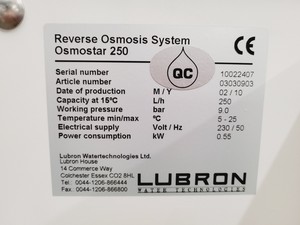 Reverse Osmosis System
Osmostar 250
CE
QC
Serial number 10022407
Article number 03030903
Date of production M / Y 02 / 10
Capacity at 15°C L/h 250
Working pressure bar 9.0
Temperature min/max °C 5 - 25
Electrical supply Volt / Hz 230 / 50
Power consumption kW 0.55
Lubron Watertechnologies Ltd.
Lubron House
14 Commerce Way
Colchester Essex CO2 8HL
Tel.: 0044-1206-866444
Fax.: 0044-1206-866800
LUBRON
WATER TECHNOLOGIES